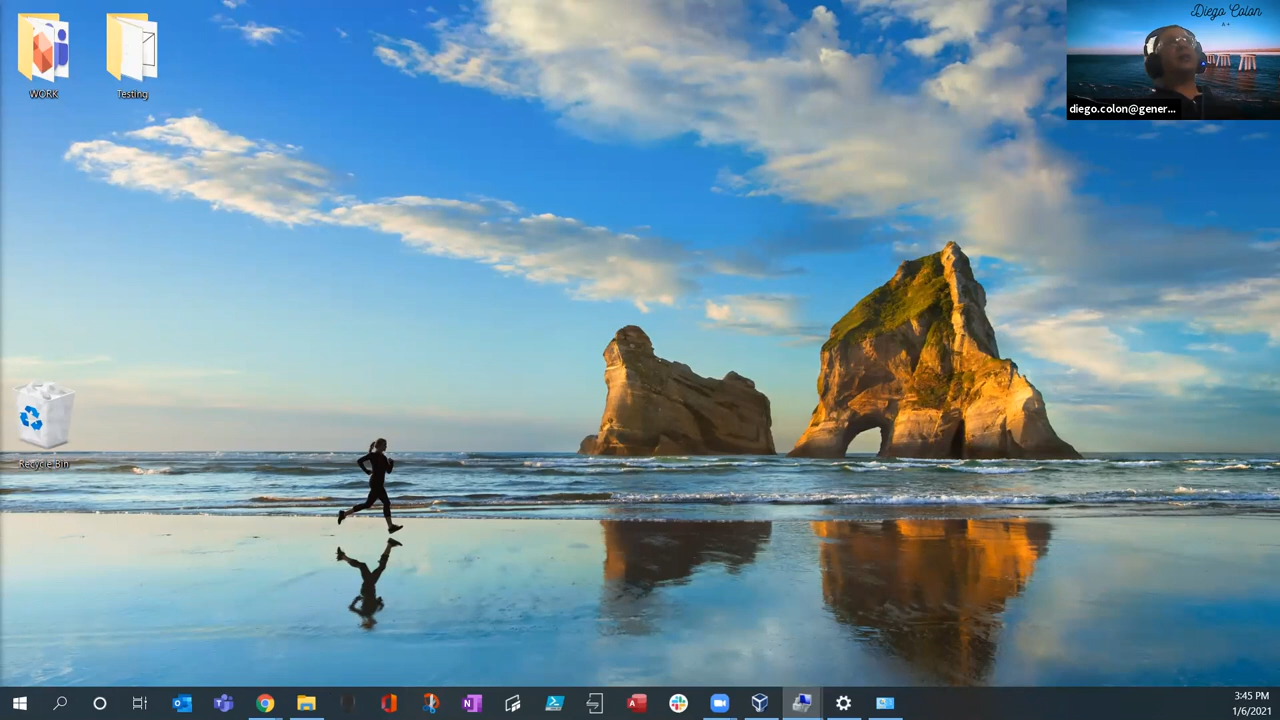 WORK
Testing
Recycle Bin
Diego Colon
A+
diego.colon@gener...
3:45 PM
1/6/2021